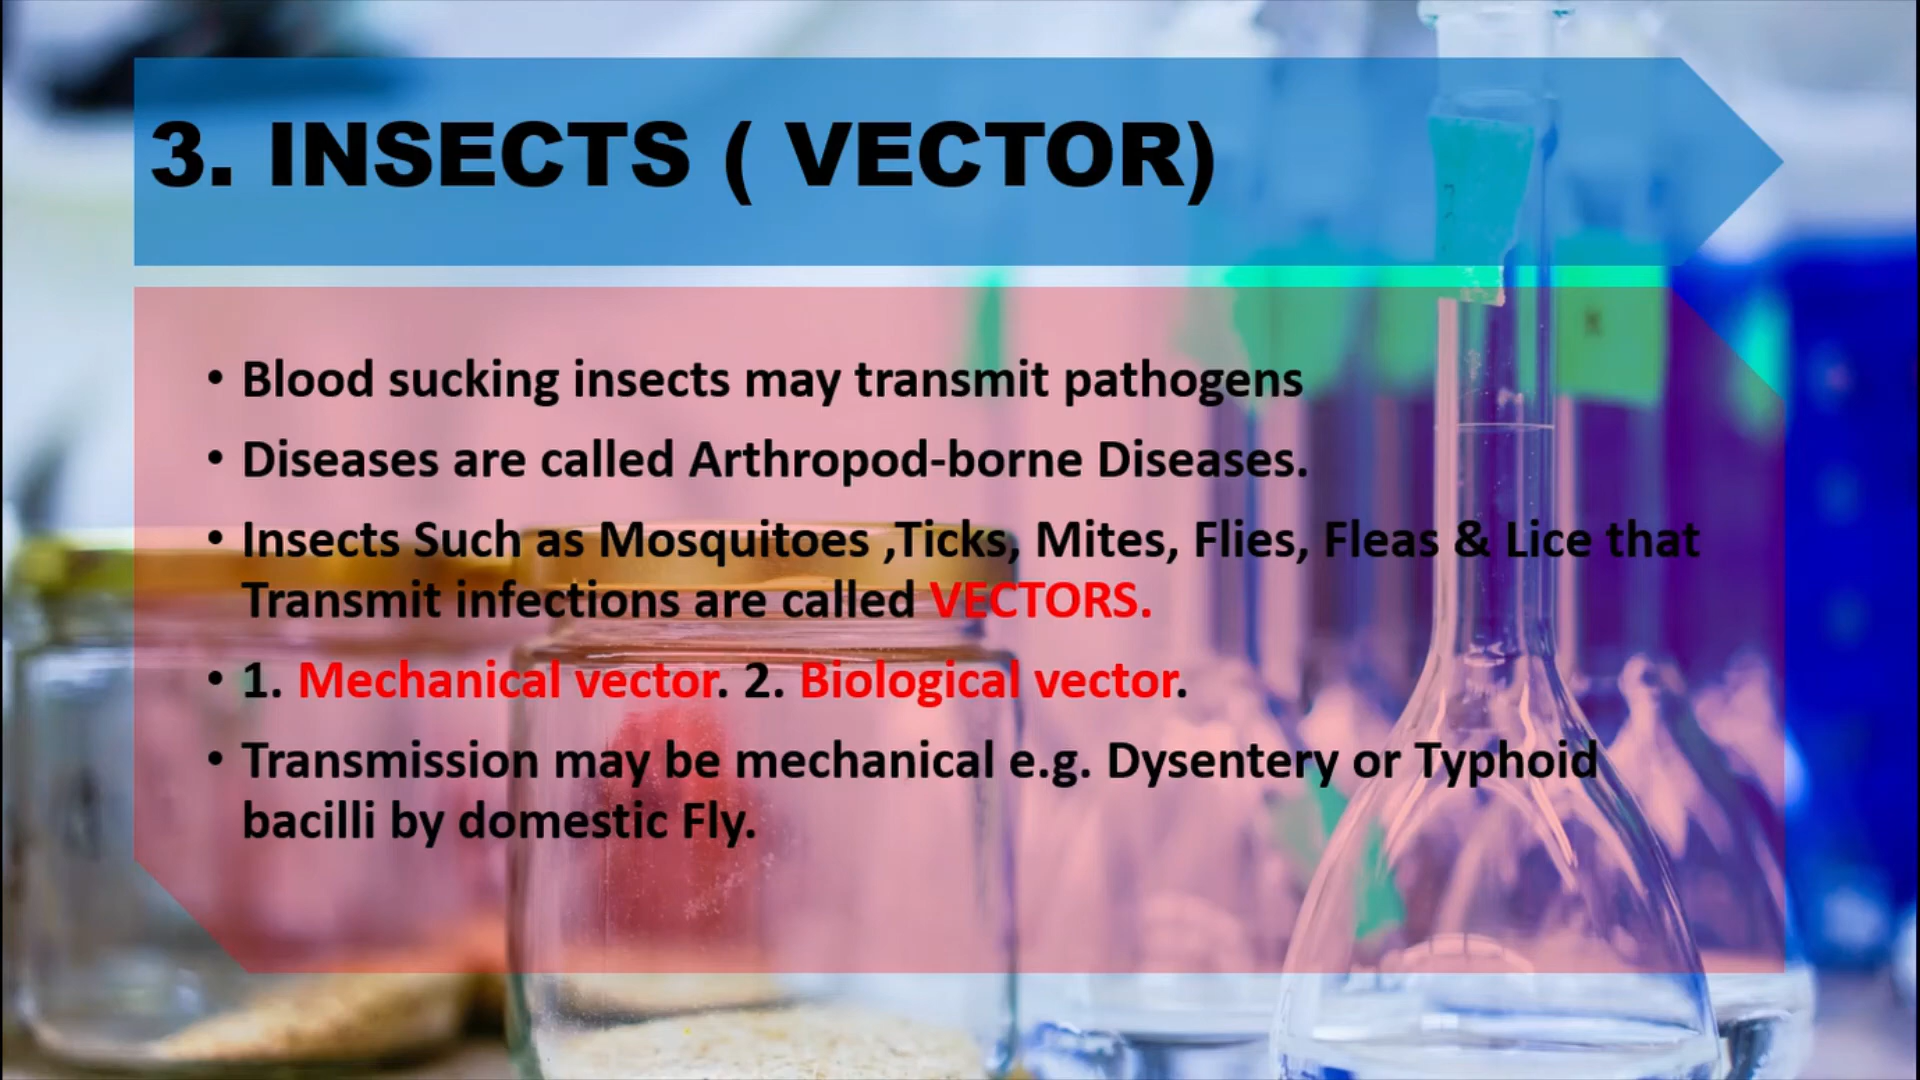 3. INSECTS ( VECTOR)
• Blood sucking insects may transmit pathogens
• Diseases are called Arthropod-borne Diseases.
• Insects Such as Mosquitoes ,Ticks, Mites, Flies, Fleas & Lice that
Transmit infections are called VECTORS.
• 1. Mechanical vector. 2. Biological vector.
• Transmission may be mechanical e.g. Dysentery or Typhoid
bacilli by domestic Fly.